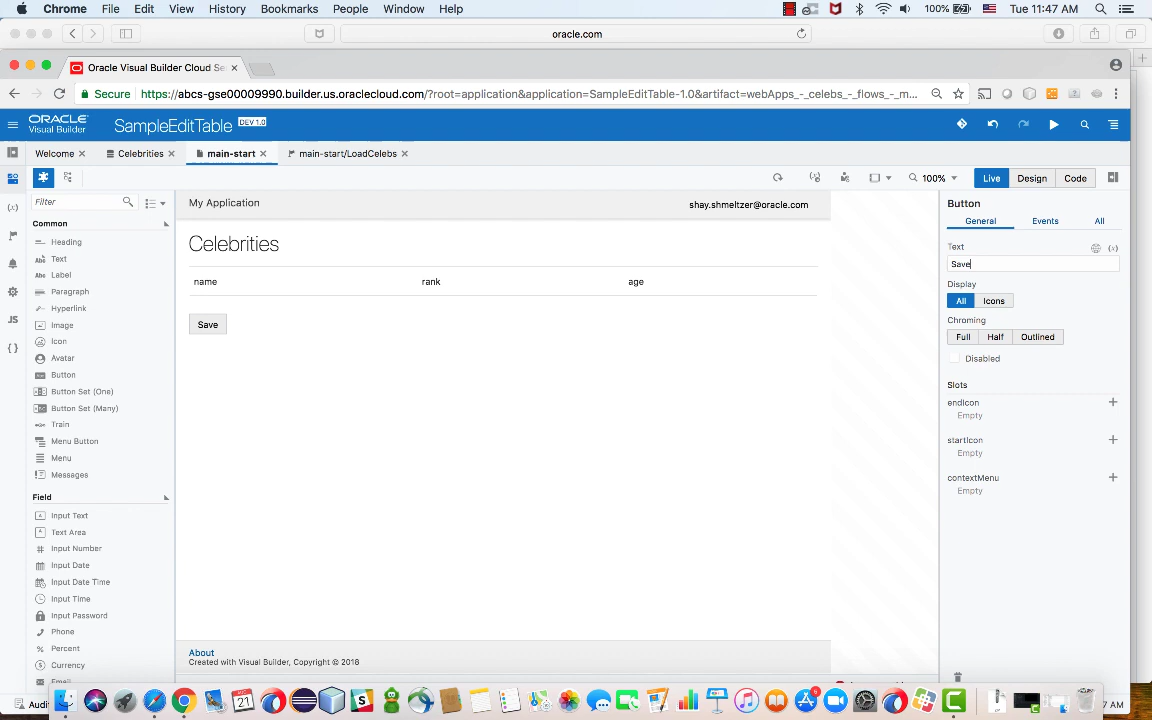 Chrome File Edit View History Bookmarks People Window Help 100% Tue 11:47 AM
oracle.com
Oracle Visual Builder Cloud Se
Secure https://abcs-gse00009990.builder.us.oraclecloud.com/?root=application&application=SampleEditTable-1.0&artifact=webApps_-_celebs_-_flows_-_m...
ORACLE
Visual Builder
SampleEditTable DEV 1.0
Welcome Celebrities main-start main-start/LoadCelebs
100% Live Design Code
Filter
My Application shay.shmeltzer@oracle.com
Button
General Events All
Common
Heading
Text
Label
Paragraph
Hyperlink
Image
Icon
Avatar
Button
Button Set (One)
Button Set (Many)
Train
Menu Button
Menu
Messages
Field
Input Text
Text Area
Input Number
Input Date
Input Date Time
Input Time
Input Password
Phone
Percent
Currency
Email
Celebrities
name rank age
Save
Text
Save
Display
All Icons
Chroming
Full Half Outlined
Disabled
Slots
endIcon
Empty
startIcon
Empty
contextMenu
Empty
About
Created with Visual Builder, Copyright © 2018
Audi
7 AM